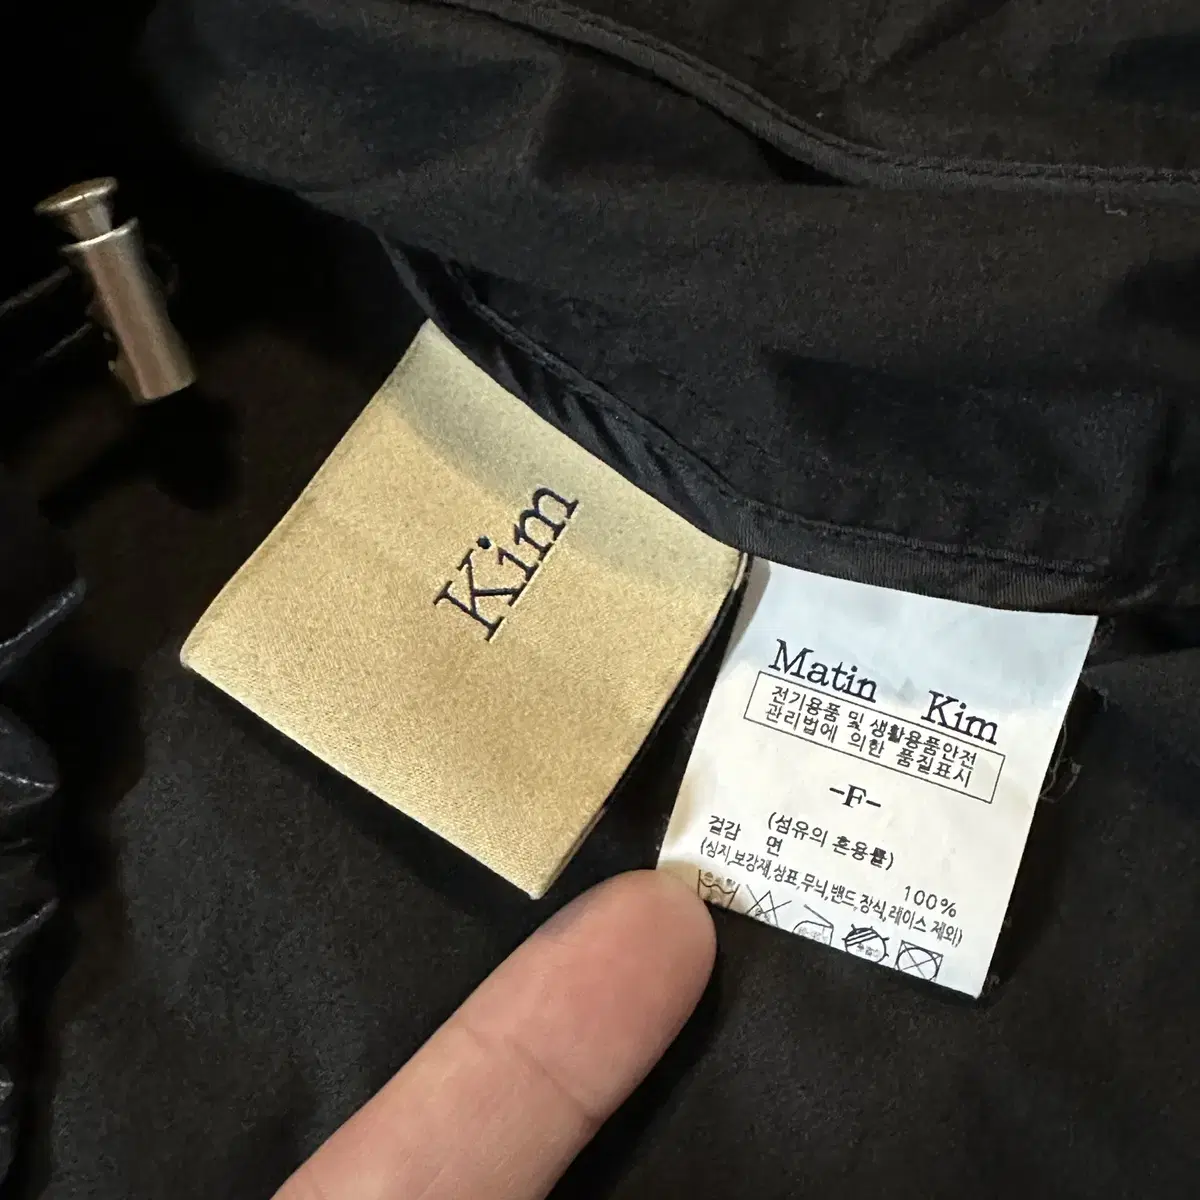 Kim
Matin Kim
전기용품 및 생활용품안전
관리법에 의한 품질표시
-F-
(섬유의 혼용률)
겉감 면 100%
(심지,보강재,상표,무늬,밴드,장식,레이스 제외)